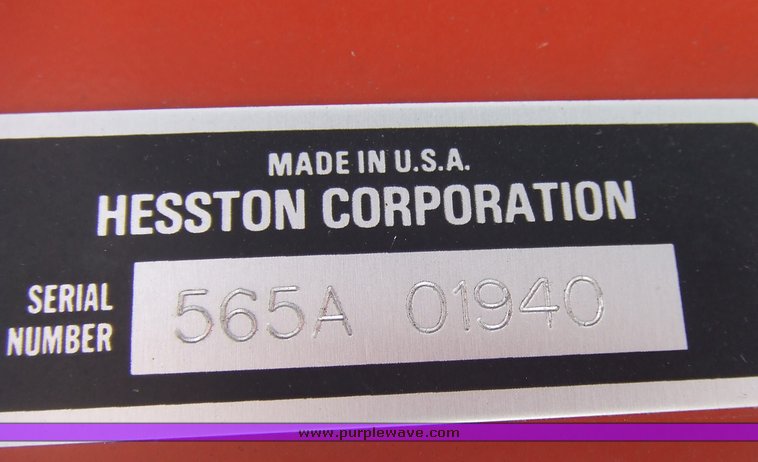 MADE IN U.S.A.
HESSTON CORPORATION
SERIAL NUMBER
565A 01940
www.purplewave.com